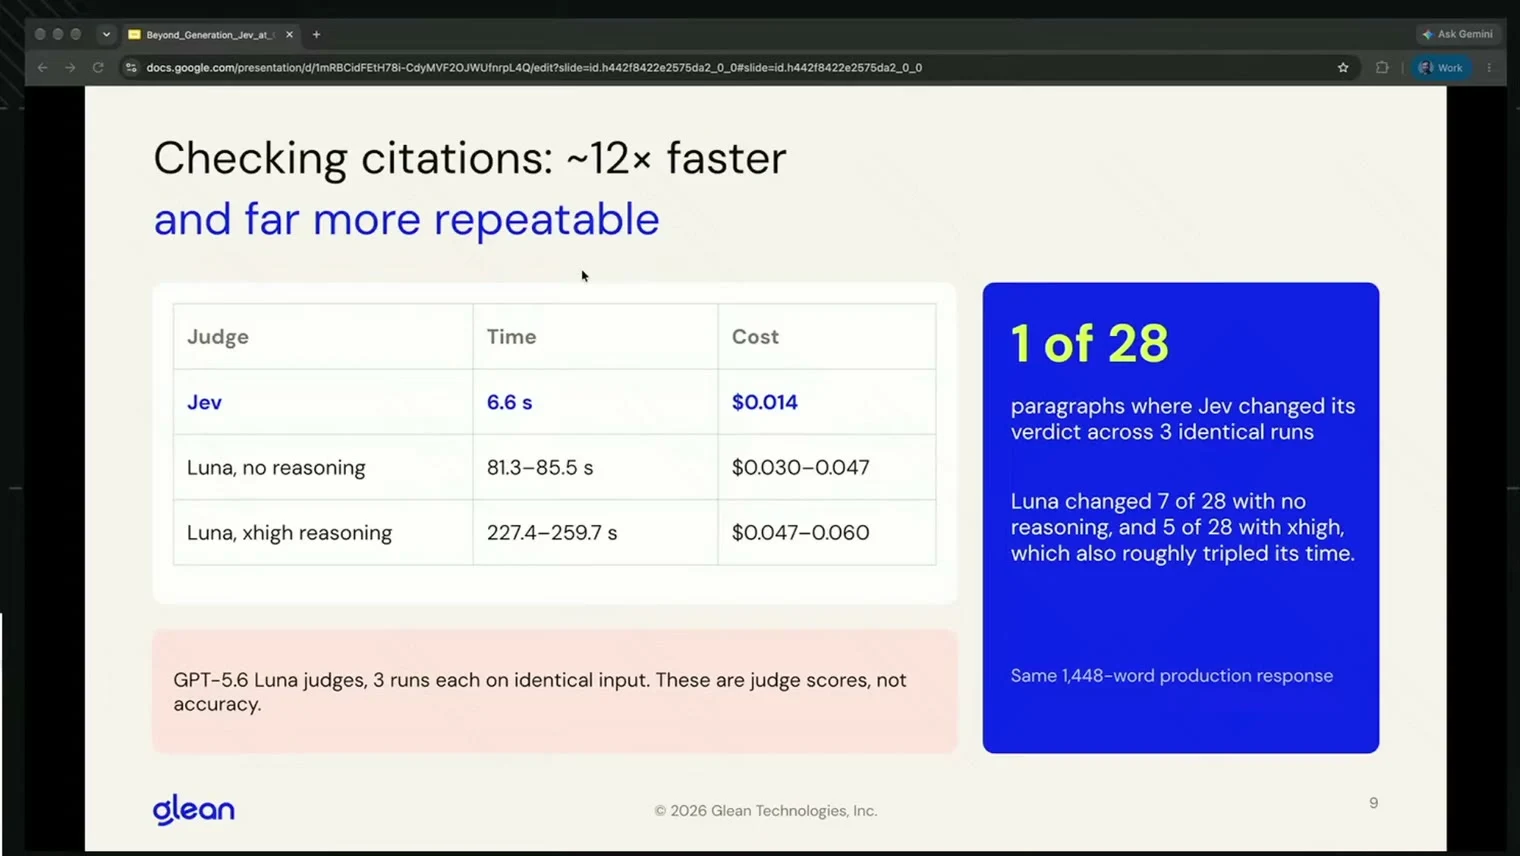 Beyond_Generation_Jev_at_
Ask Gemini
docs.google.com/presentation/d/1mRBCidFEtH78i-CdyMVF2OJWUfnrpL4Q/edit?slide=id.h442f8422e2575da2_0_0#slide=id.h442f8422e2575da2_0_0
Work
Checking citations: ~12× faster
and far more repeatable
Judge Time Cost
Jev 6.6 s $0.014
Luna, no reasoning 81.3–85.5 s $0.030–0.047
Luna, xhigh reasoning 227.4–259.7 s $0.047–0.060
GPT-5.6 Luna judges, 3 runs each on identical input. These are judge scores, not
accuracy.
1 of 28
paragraphs where Jev changed its
verdict across 3 identical runs
Luna changed 7 of 28 with no
reasoning, and 5 of 28 with xhigh,
which also roughly tripled its time.
Same 1,448-word production response
glean
© 2026 Glean Technologies, Inc.
9